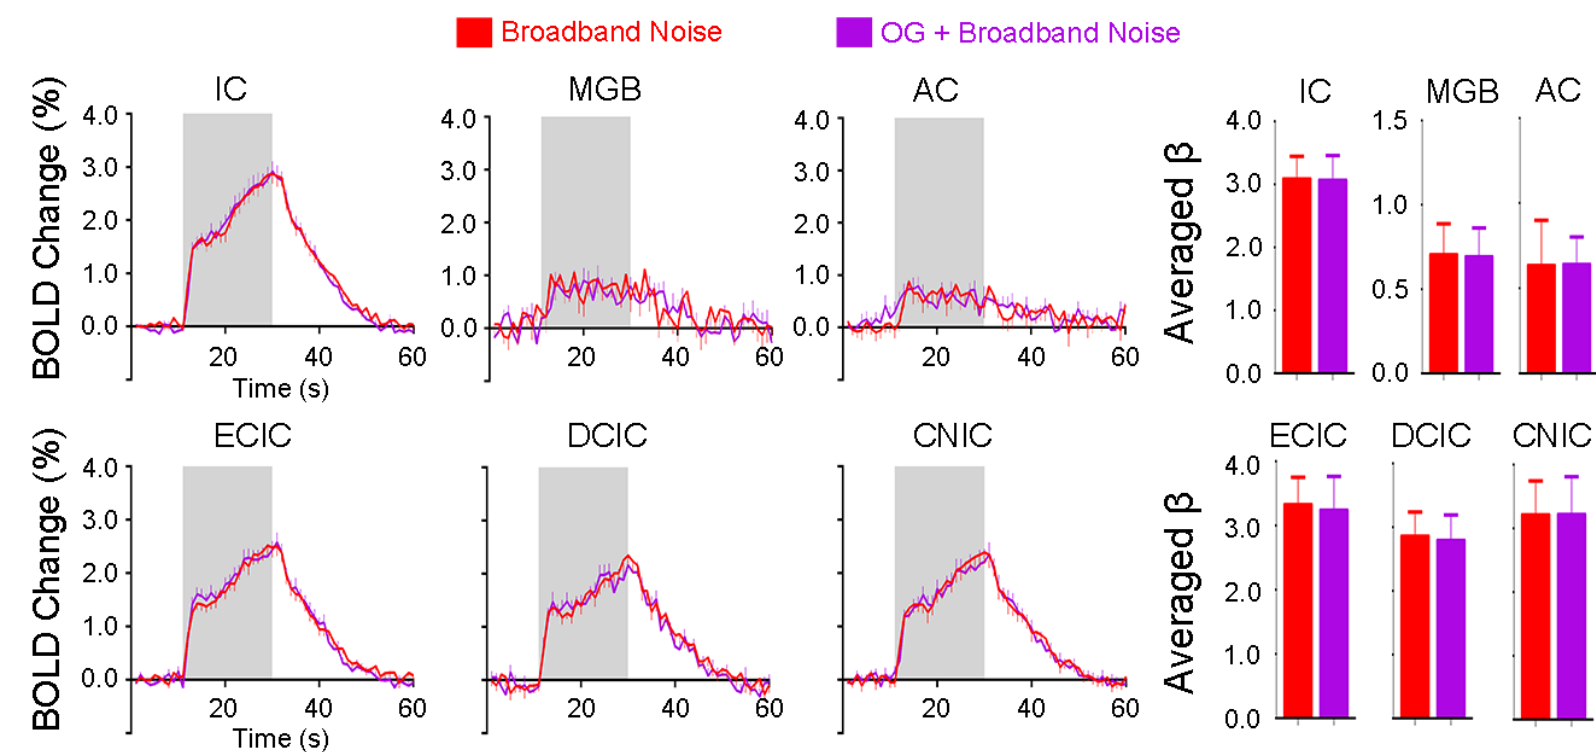 Broadband Noise
OG + Broadband Noise
IC
MGB
AC
IC
MGB
AC
BOLD Change (%)
4.0
3.0
2.0
1.0
0.0
20
40
60
Time (s)
4.0
3.0
2.0
1.0
0.0
20
40
60
4.0
3.0
2.0
1.0
0.0
20
40
60
Averaged β
4.0
3.0
2.0
1.0
0.0
1.5
1.0
0.5
0.0
ECIC
DCIC
CNIC
ECIC
DCIC
CNIC
BOLD Change (%)
4.0
3.0
2.0
1.0
0.0
20
40
60
Time (s)
20
40
60
20
40
60
Averaged β
4.0
3.0
2.0
1.0
0.0